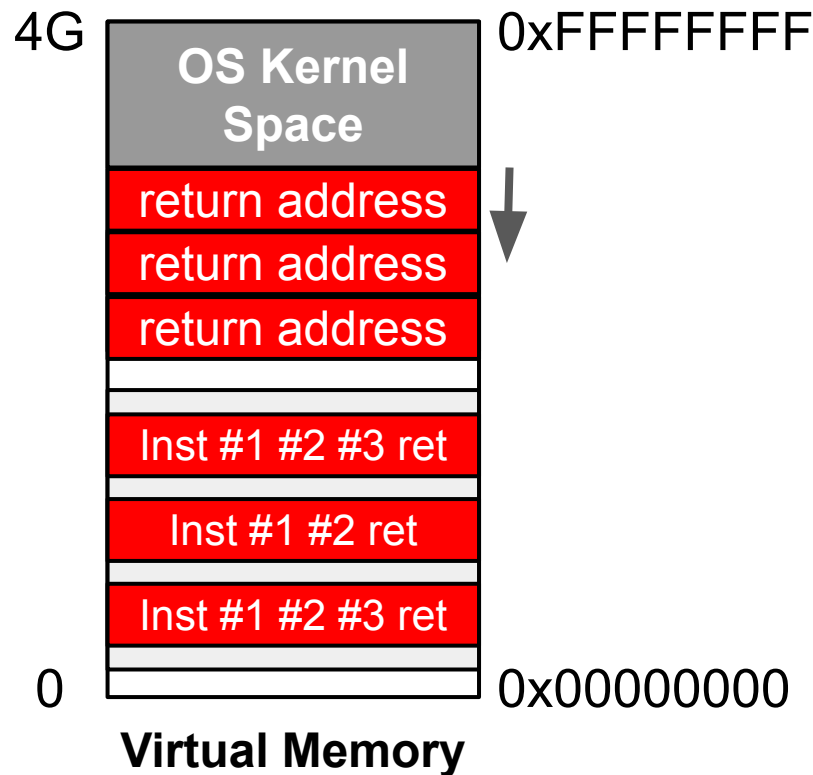 4G
0xFFFFFFFF
OS Kernel
Space
return address
return address
return address
Inst #1 #2 #3 ret
Inst #1 #2 ret
Inst #1 #2 #3 ret
0
0x00000000
Virtual Memory